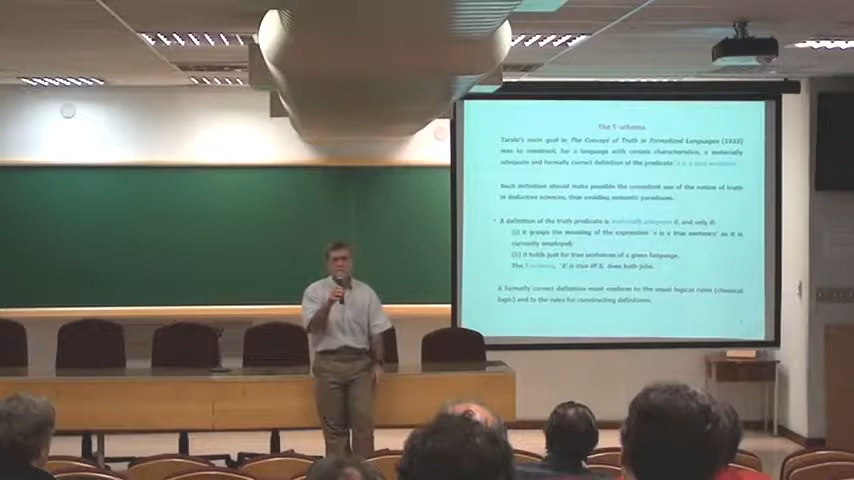 The T-schema
Tarski's main goal in The Concept of Truth in Formalized Languages (1933)
was to construct, for a language with certain characteristics, a materially
adequate and formally correct definition of the predicate 'x is a true sentence'.
Such definition should make possible the consistent use of the notion of truth
in deductive sciences, thus avoiding semantic paradoxes.
• A definition of the truth predicate is materially adequate if, and only if:
(i) it grasps the meaning of the expression 'x is a true sentence' as it is
currently employed;
(2) it holds just for true sentences of a given language.
The T-schema, 'S' is true iff S, does both jobs.
A formally correct definition must conform to the usual logical rules (classical
logic) and to the rules for constructing definitions.